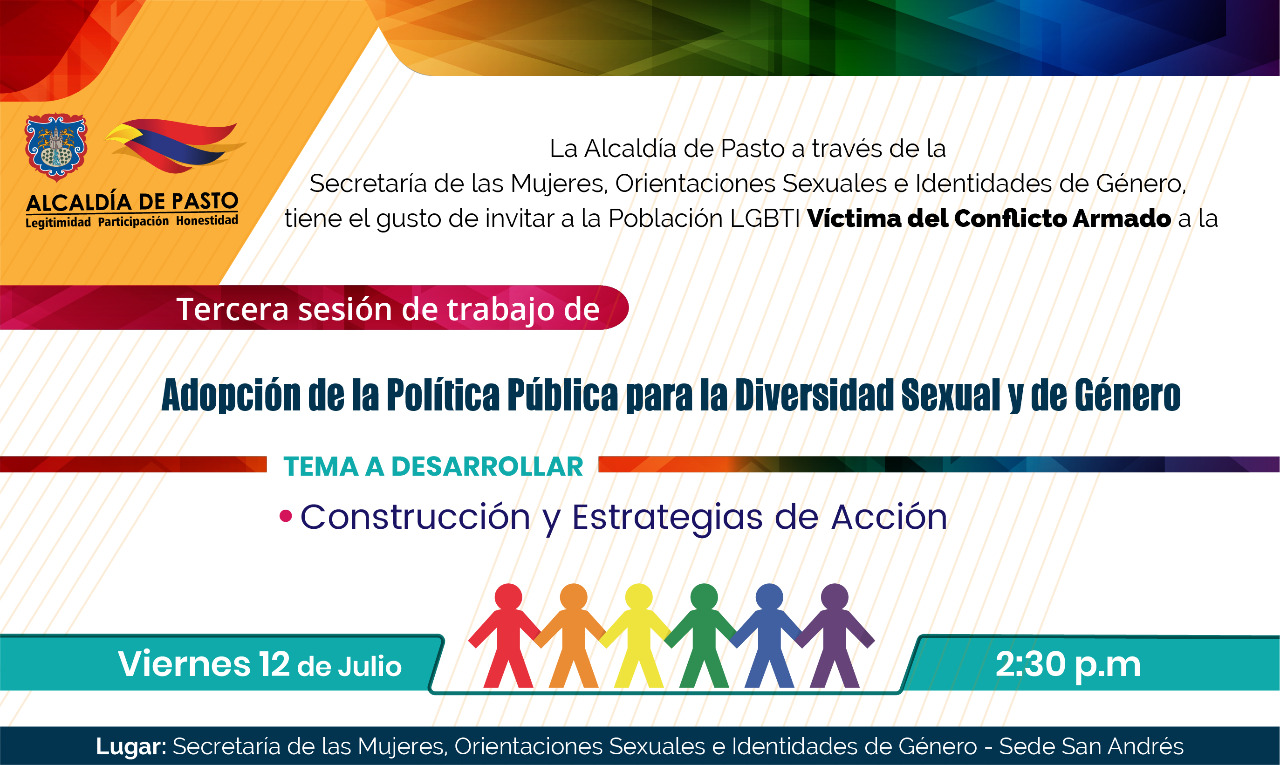 La Alcaldía de Pasto a través de la
Secretaría de las Mujeres, Orientaciones Sexuales e Identidades de Género,
tiene el gusto de invitar a la Población LGBTI Víctima del Conflicto Armado a la
ALCALDÍA DE PASTO
Legitimidad Participación Honestidad
Tercera sesión de trabajo de
Adopción de la Política Pública para la Diversidad Sexual y de Género
TEMA A DESARROLLAR
• Construcción y Estrategias de Acción
Viernes 12 de Julio
2:30 p.m
Lugar: Secretaría de las Mujeres, Orientaciones Sexuales e Identidades de Género - Sede San Andrés